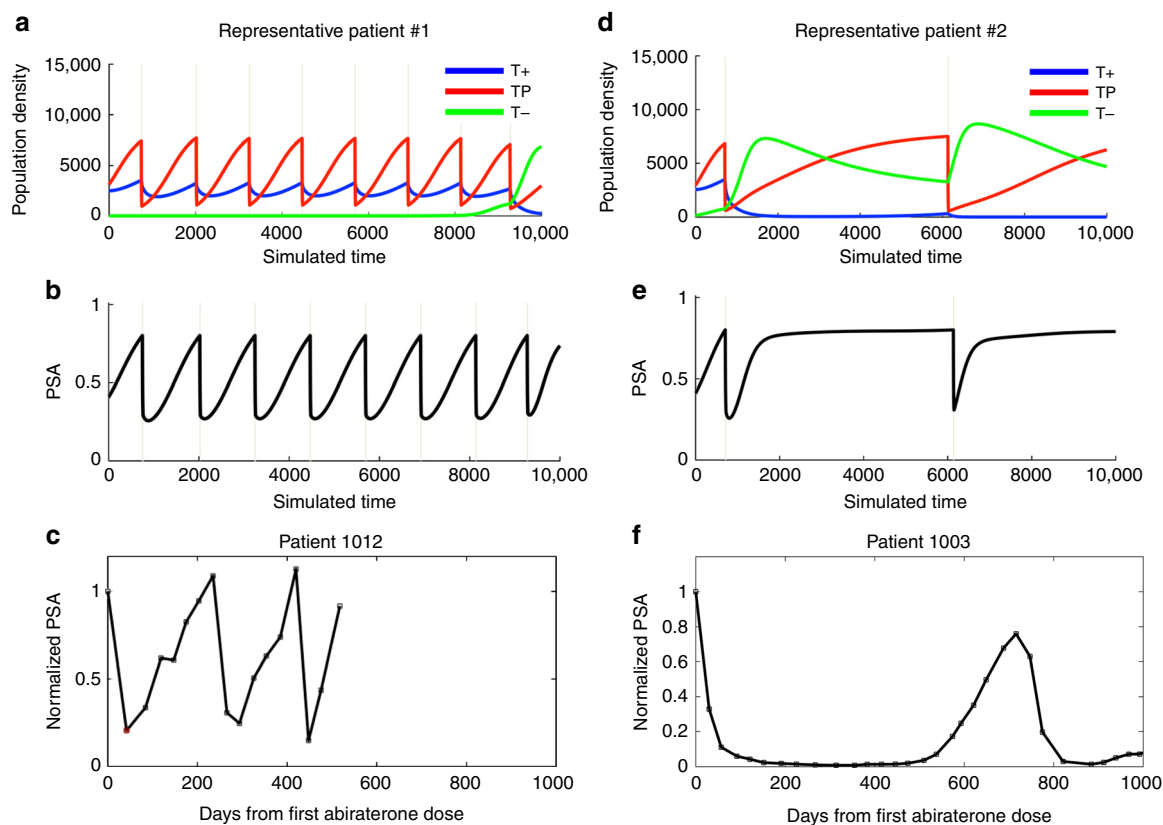 a
Representative patient #1
Population density
15,000
10,000
5000
0
T+
TP
T–
0 2000 4000 6000 8000 10,000
Simulated time
b
PSA
1
0.5
0
0 2000 4000 6000 8000 10,000
Simulated time
c
Patient 1012
Normalized PSA
1
0.5
0
0 200 400 600 800 1000
Days from first abiraterone dose
d
Representative patient #2
Population density
15,000
10,000
5000
0
T+
TP
T–
0 2000 4000 6000 8000 10,000
Simulated time
e
PSA
1
0.5
0
0 2000 4000 6000 8000 10,000
Simulated time
f
Patient 1003
Normalized PSA
1
0.8
0.6
0.4
0.2
0
0 200 400 600 800 1000
Days from first abiraterone dose